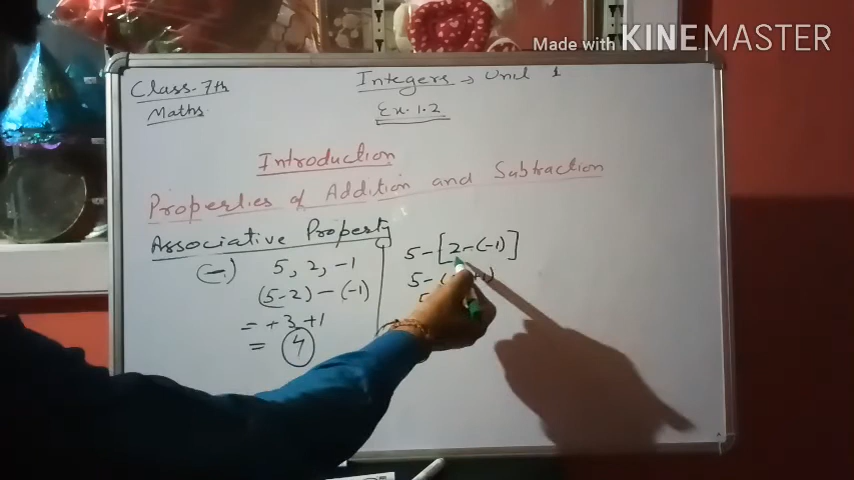 Made with KINEMASTER
Class-7th
Integers → Unit 1
Maths
Ex. 1.2
Introduction
Properties of Addition and Subtraction
Associative Property
(-) 5, 2, -1
(5-2) - (-1)
= +3 +1
= 4
5-[2-(-1)]
5-(